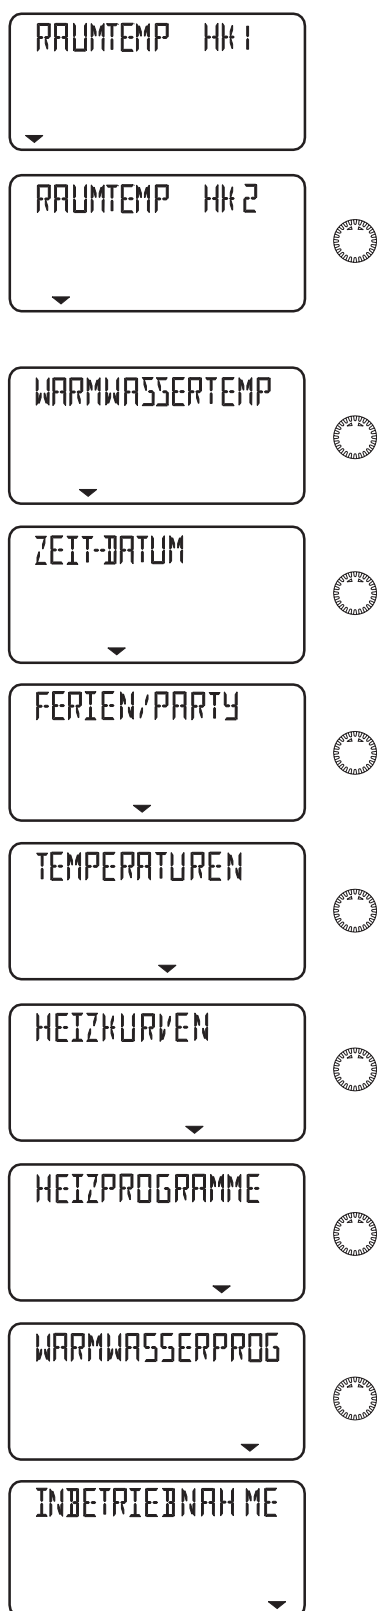 RAUMTEMP HK1
RAUMTEMP HK2
WARMWASSERTEMP
ZEIT-DATUM
FERIEN/PARTY
TEMPERATUREN
HEIZKURVEN
HEIZPROGRAMME
WARMWASSERPROG
INBETRIEBNAHME